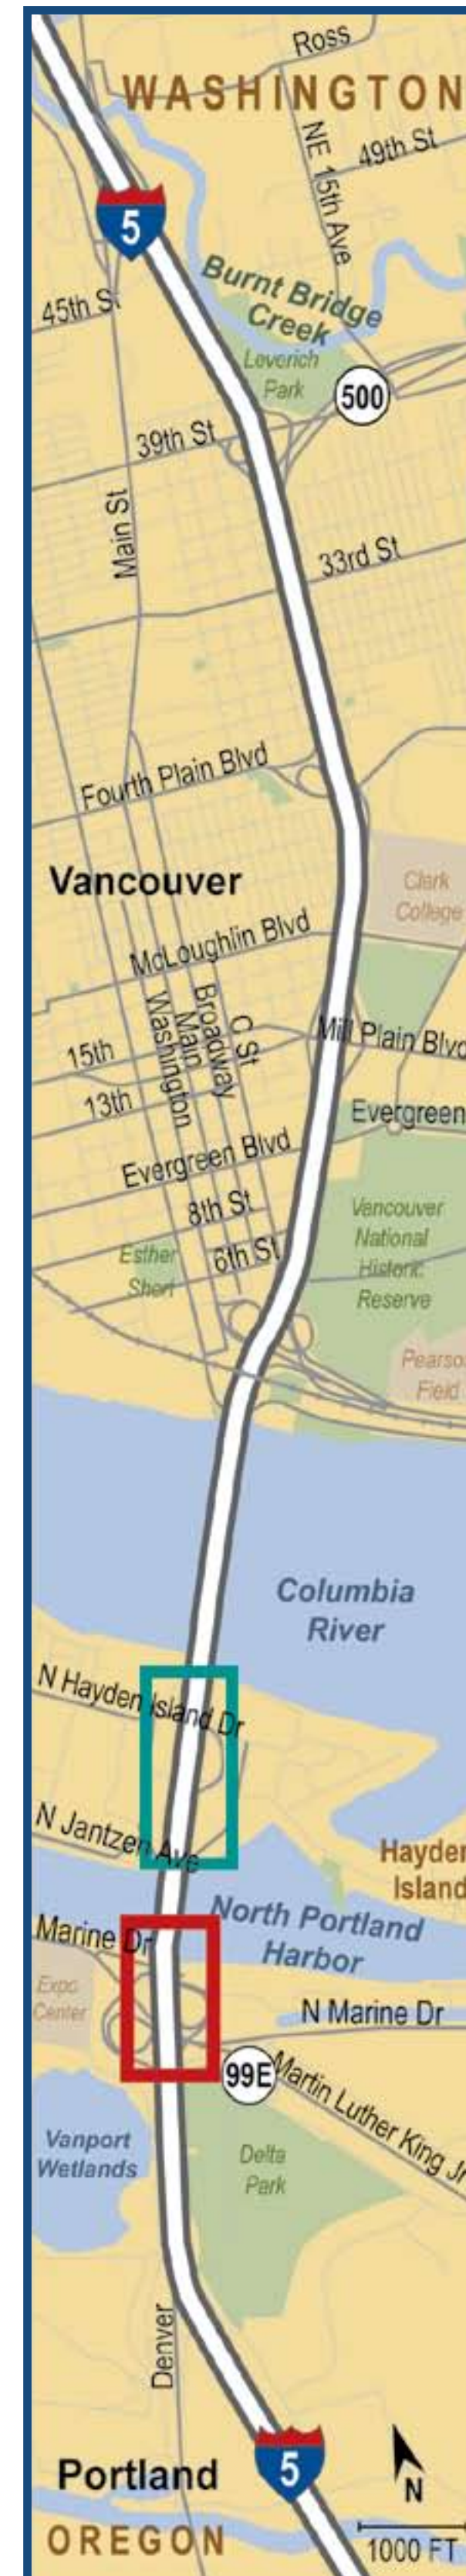 Ross
WASHINGTON
49th St
NE 15th Ave
5
45th St
Burnt Bridge
Creek
Leverich
Park
500
39th St
Main St
33rd St
Fourth Plain Blvd
Vancouver
Clark
College
McLoughlin Blvd
Washington
Main
Broadway
C St
15th
Mill Plain Blvd
13th
Evergreen
Evergreen Blvd
8th St
Vancouver
National
Historic
Reserve
Esther
Short
6th St
Pearso
Field
Columbia
River
N Hayden Island Dr
N Jantzen Ave
Hayden
Island
North Portland
Harbor
Marine Dr
Expo
Center
N Marine Dr
99E
Martin Luther King Jr
Vanport
Wetlands
Delta
Park
Denver
5
Portland
N
OREGON
1000 FT